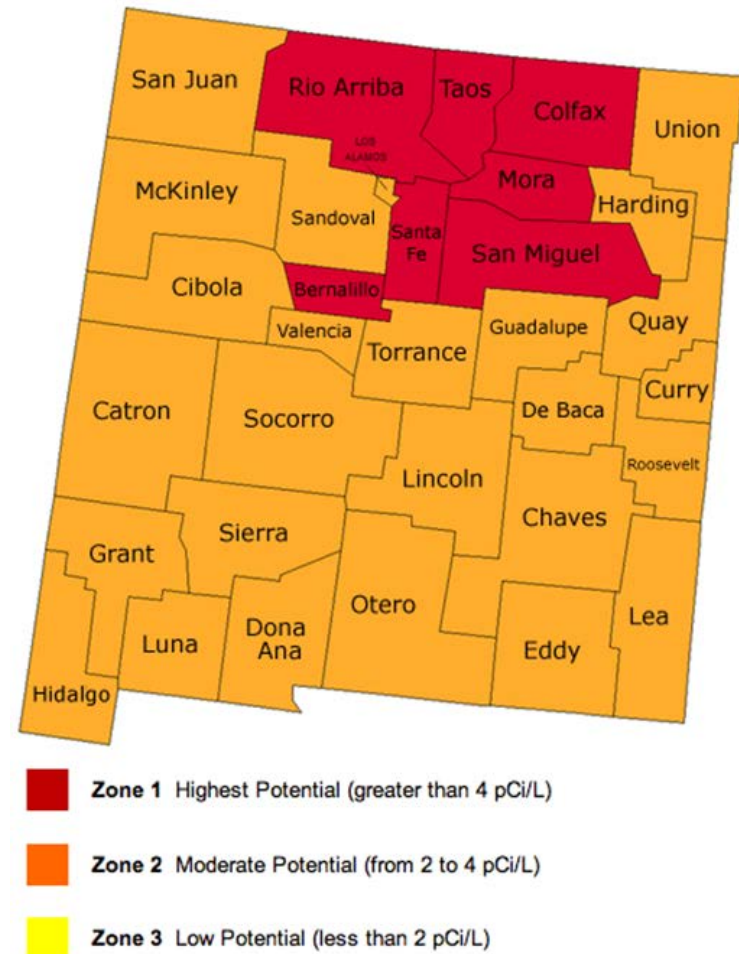 San Juan
Rio Arriba
Taos
Colfax
Union
LOS
ALAMOS
McKinley
Mora
Harding
Sandoval
Santa
Fe
San Miguel
Cibola
Bernalillo
Valencia
Torrance
Guadalupe
Quay
Curry
Catron
Socorro
De Baca
Roosevelt
Lincoln
Chaves
Grant
Sierra
Otero
Lea
Luna
Dona
Ana
Eddy
Hidalgo
Zone 1 Highest Potential (greater than 4 pCi/L)
Zone 2 Moderate Potential (from 2 to 4 pCi/L)
Zone 3 Low Potential (less than 2 pCi/L)